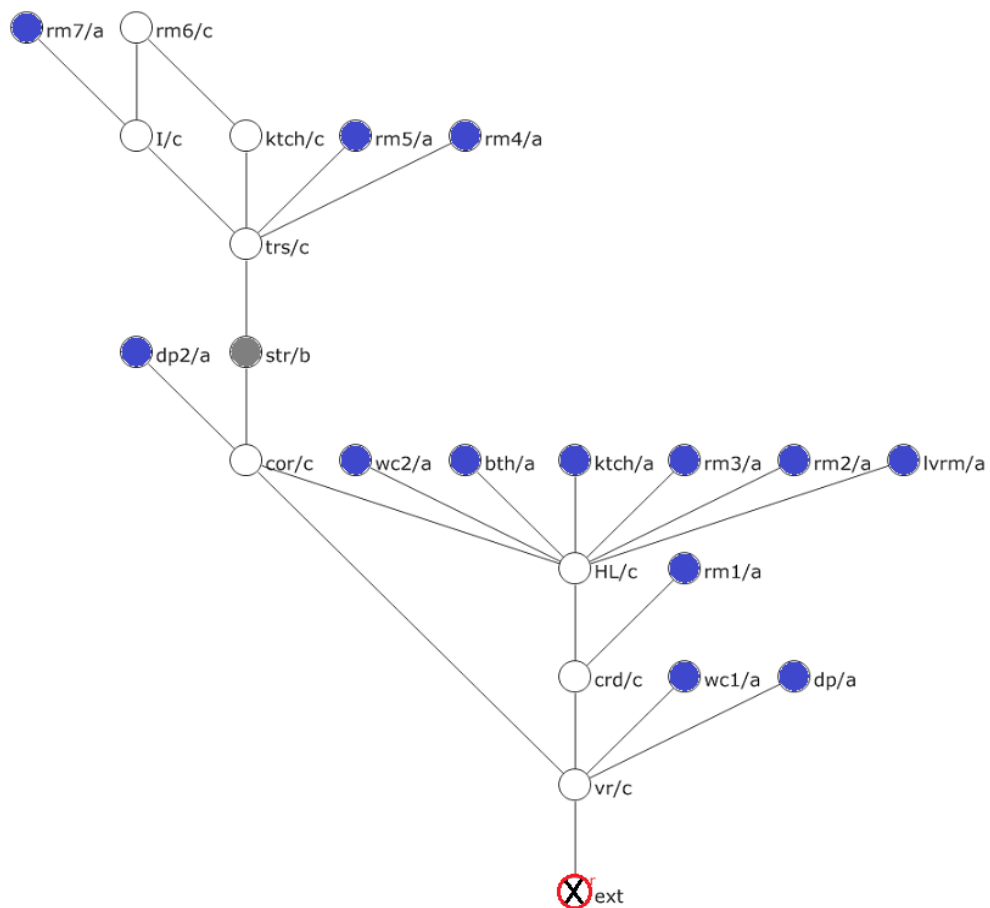 rm7/a rm6/c
I/c ktch/c rm5/a rm4/a
trs/c
dp2/a str/b
cor/c wc2/a bth/a ktch/a rm3/a rm2/a lvrm/a
HL/c rm1/a
crd/c wc1/a dp/a
vr/c
X r ext